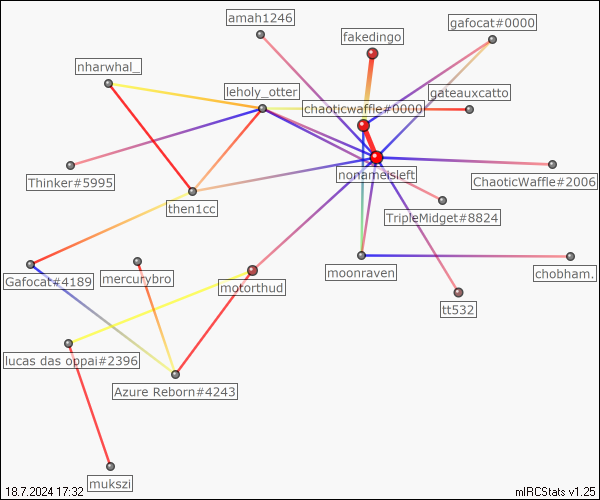 amah1246
gafocat#0000
fakedingo
nharwhal_
leholy_otter
gateauxcatto
chaoticwaffle#0000
nonameisleft
Thinker#5995
ChaoticWaffle#2006
then1cc
TripleMidget#8824
Gafocat#4189
mercurybro
motorthud
moonraven
chobham.
tt532
lucas das oppai#2396
Azure Reborn#4243
mukszi
18.7.2024 17:32
mIRCStats v1.25